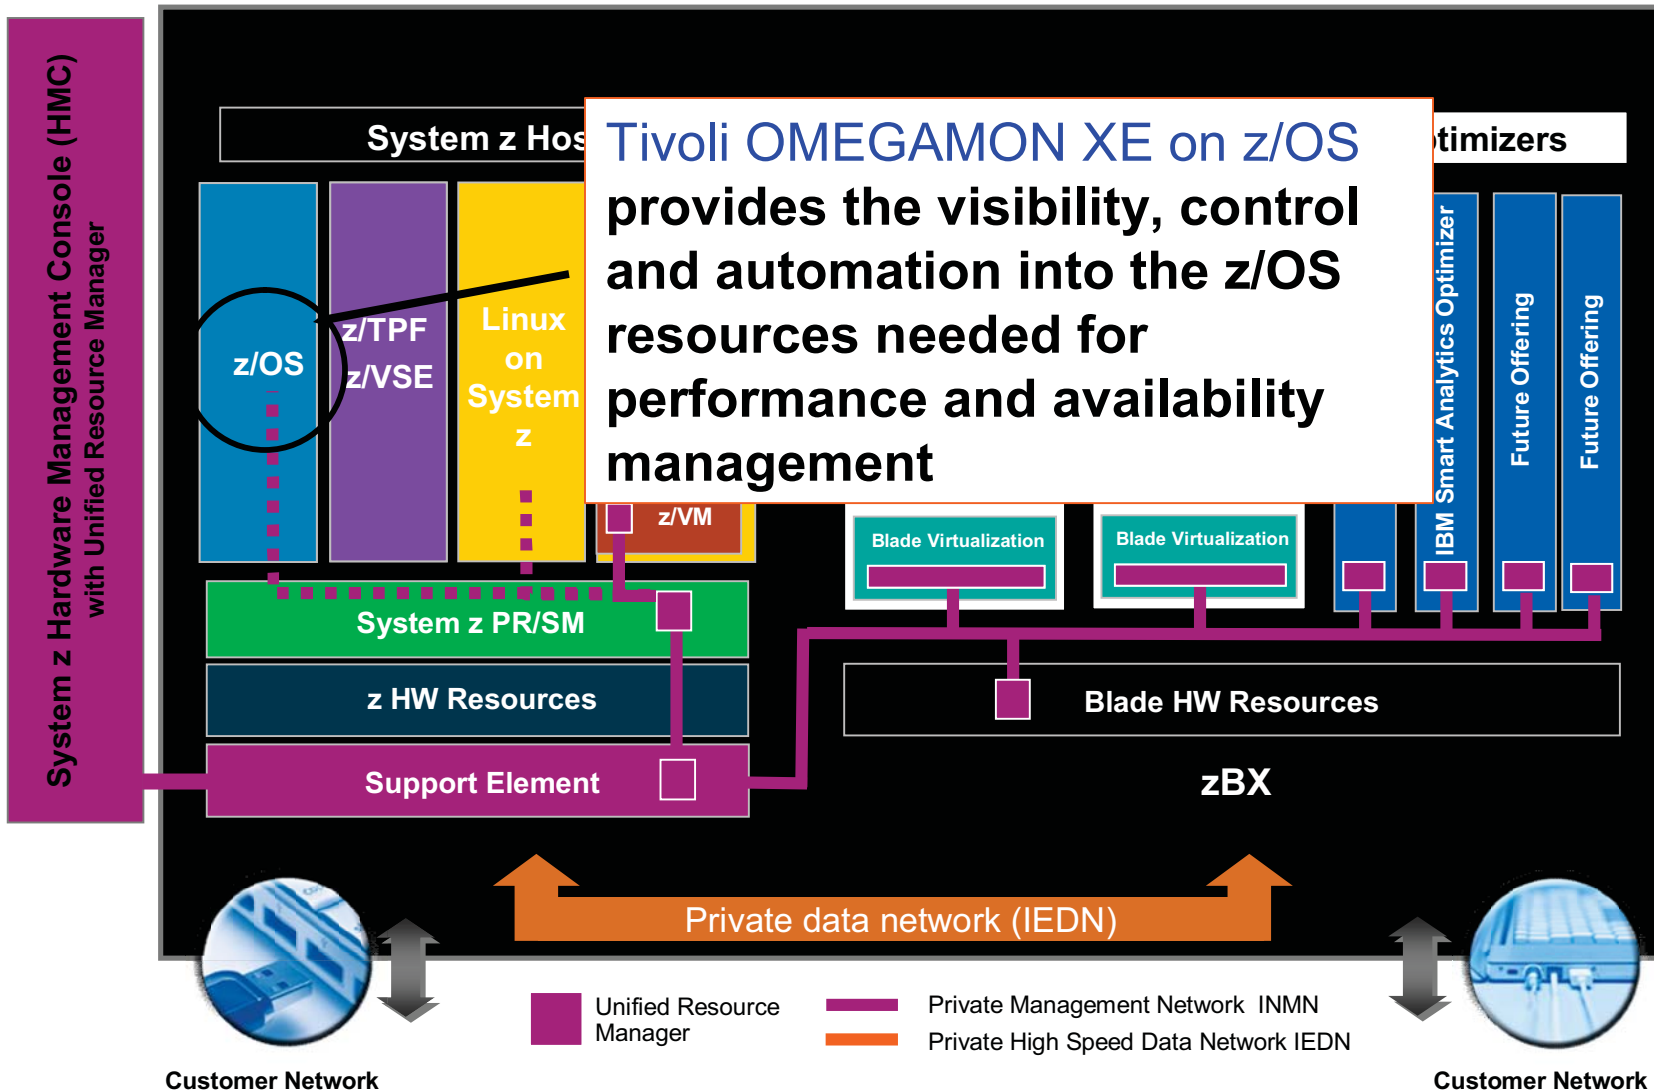 System z Hardware Management Console (HMC)
with Unified Resource Manager
System z Hos
timizers
Tivoli OMEGAMON XE on z/OS
provides the visibility, control
and automation into the z/OS
resources needed for
performance and availability
management
z/OS
z/TPF
z/VSE
Linux
on
System
z
z/VM
Blade Virtualization
Blade Virtualization
IBM Smart Analytics Optimizer
Future Offering
Future Offering
System z PR/SM
z HW Resources
Blade HW Resources
Support Element
zBX
Private data network (IEDN)
Unified Resource
Manager
Private Management Network INMN
Private High Speed Data Network IEDN
Customer Network
Customer Network